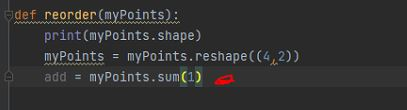 def reorder(myPoints):
    print(myPoints.shape)
    myPoints = myPoints.reshape((4,2))
    add = myPoints.sum(1)